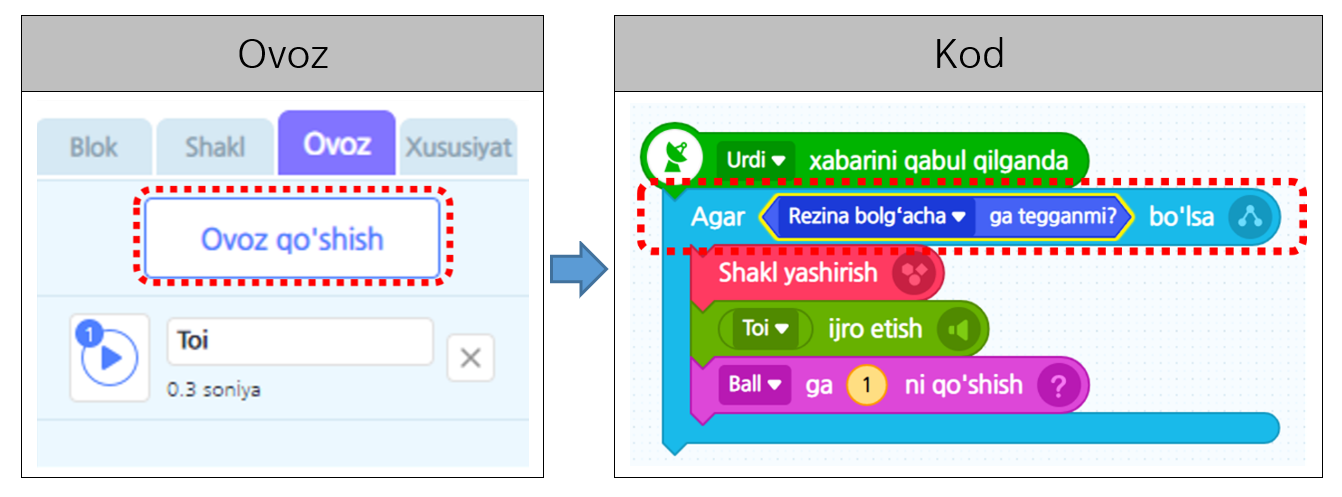 Ovoz
Blok Shakl Ovoz Xususiyat
Ovoz qo'shish
1 Toi
0.3 soniya
Kod
Urdi xabarini qabul qilganda
Agar Rezina bolg‘acha ga tegganmi? bo'lsa
Shakl yashirish
Toi ijro etish
Ball ga 1 ni qo'shish ?